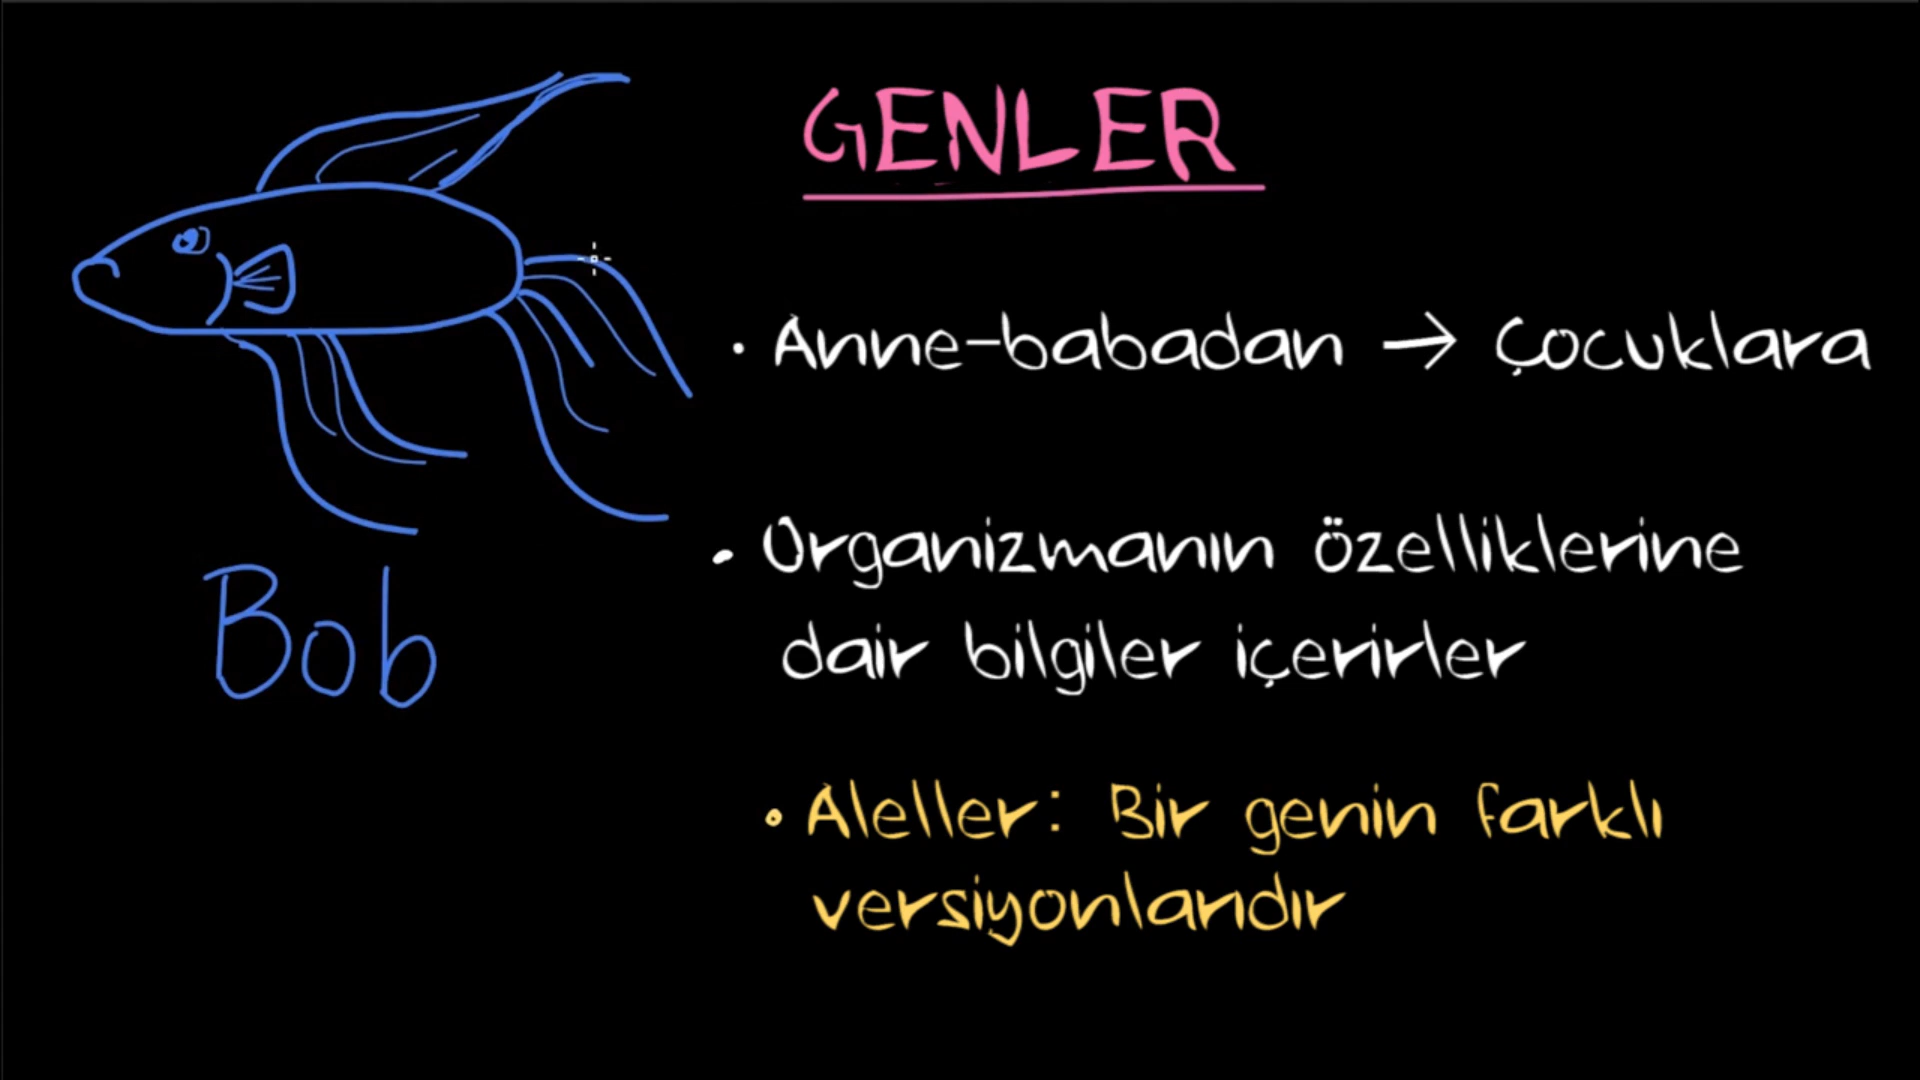 GENLER
• Anne-babadan → Çocuklara
• Organizmanın özelliklerine
dair bilgiler içerirler
• Aleller: Bir genin farklı
versiyonlarıdır
Bob